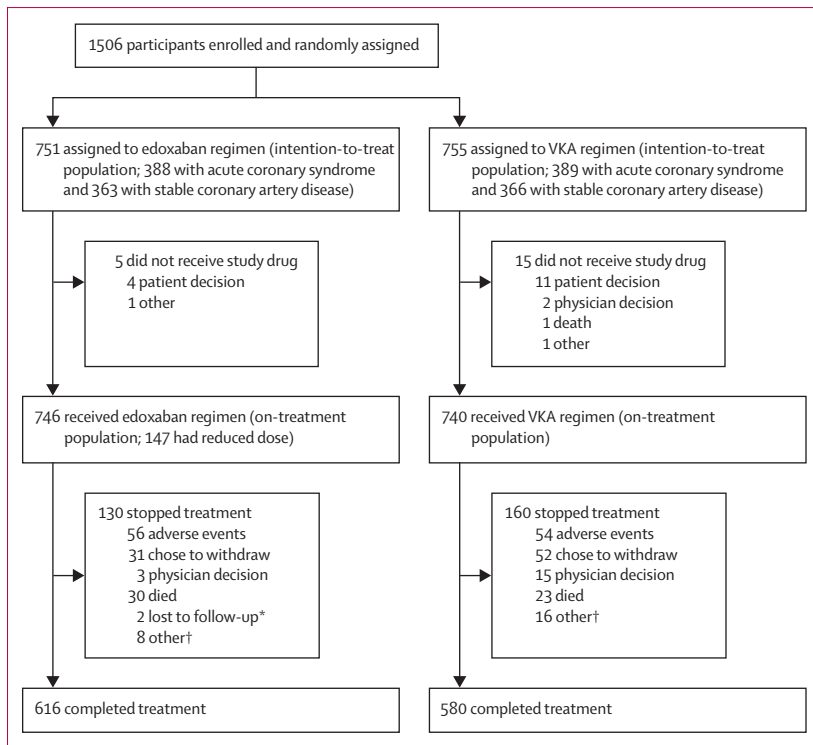 1506 participants enrolled and randomly assigned
751 assigned to edoxaban regimen (intention-to-treat
population; 388 with acute coronary syndrome
and 363 with stable coronary artery disease)
755 assigned to VKA regimen (intention-to-treat
population; 389 with acute coronary syndrome
and 366 with stable coronary artery disease)
5 did not receive study drug
4 patient decision
1 other
15 did not receive study drug
11 patient decision
2 physician decision
1 death
1 other
746 received edoxaban regimen (on-treatment
population; 147 had reduced dose)
740 received VKA regimen (on-treatment
population)
130 stopped treatment
56 adverse events
31 chose to withdraw
3 physician decision
30 died
2 lost to follow-up*
8 other†
160 stopped treatment
54 adverse events
52 chose to withdraw
15 physician decision
23 died
16 other†
616 completed treatment
580 completed treatment